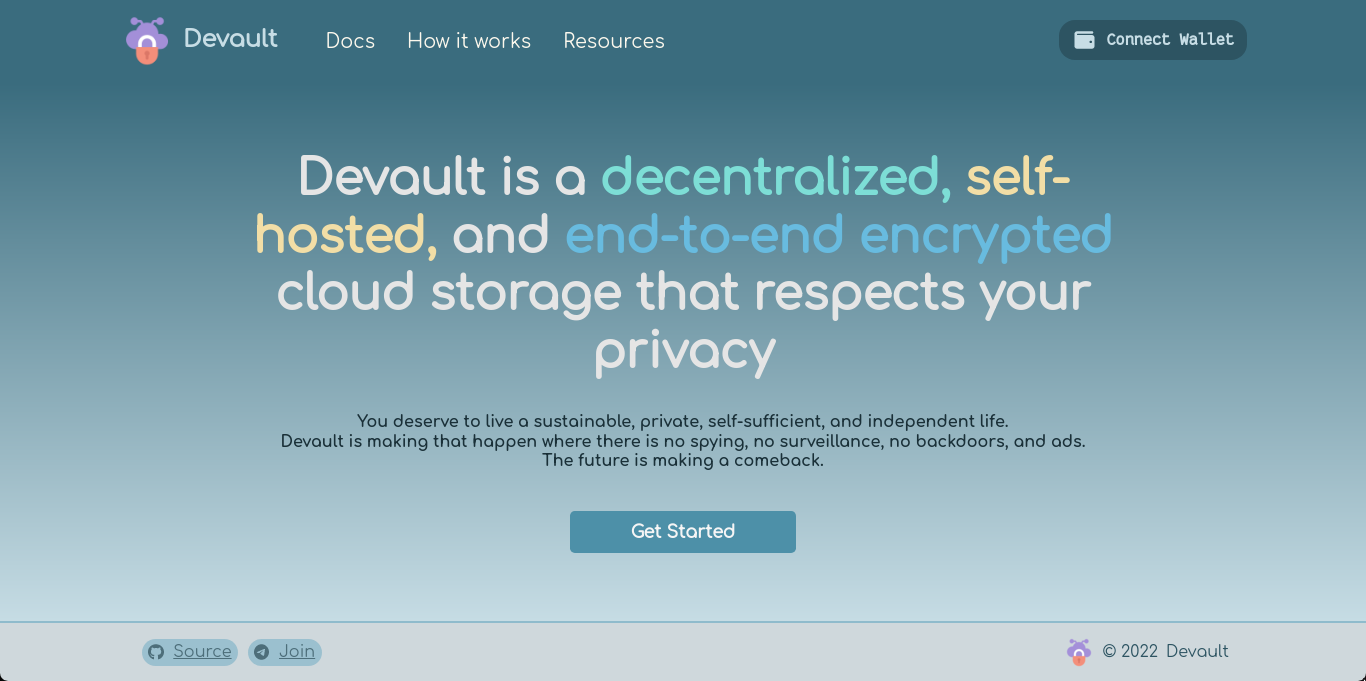 Devault
Docs
How it works
Resources
Connect Wallet
Devault is a decentralized, self-
hosted, and end-to-end encrypted
cloud storage that respects your
privacy
You deserve to live a sustainable, private, self-sufficient, and independent life.
Devault is making that happen where there is no spying, no surveillance, no backdoors, and ads.
The future is making a comeback.
Get Started
Source
Join
© 2022 Devault